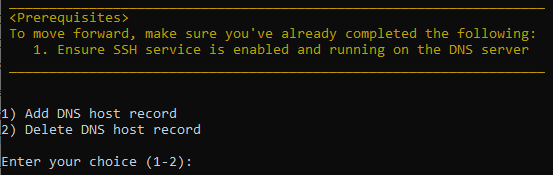 <Prerequisites>
To move forward, make sure you've already completed the following:
1. Ensure SSH service is enabled and running on the DNS server
1) Add DNS host record
2) Delete DNS host record
Enter your choice (1-2):